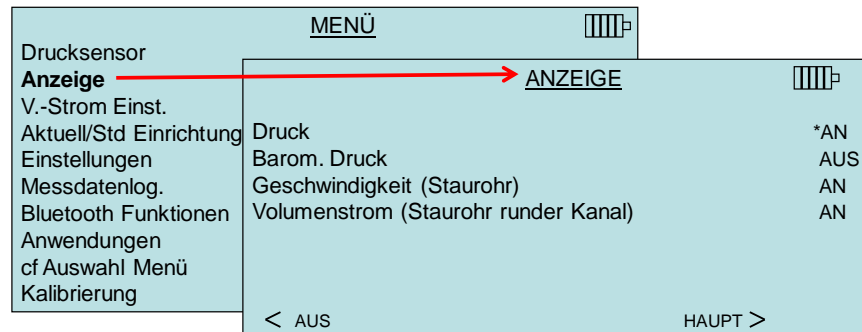 MENÜ
Drucksensor
Anzeige
V.-Strom Einst.
Aktuell/Std Einrichtung
Einstellungen
Messdatenlog.
Bluetooth Funktionen
Anwendungen
cf Auswahl Menü
Kalibrierung
ANZEIGE
Druck *AN
Barom. Druck AUS
Geschwindigkeit (Staurohr) AN
Volumenstrom (Staurohr runder Kanal) AN
< AUS HAUPT >